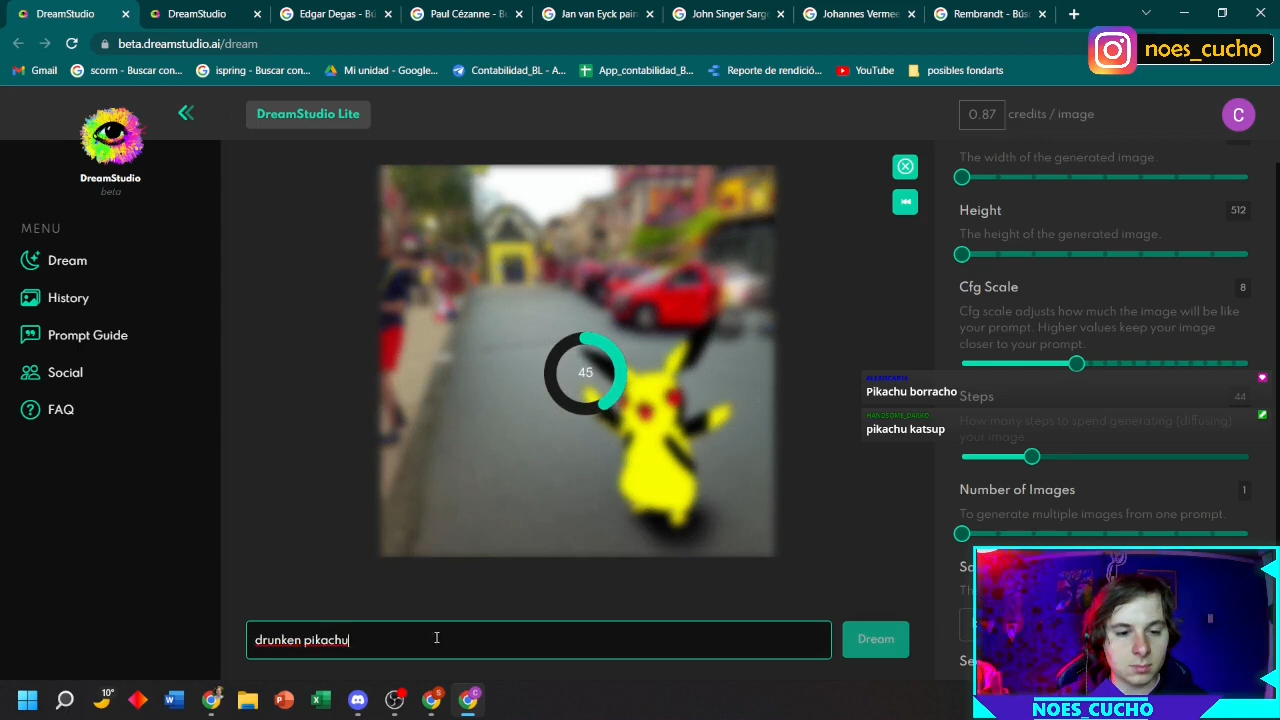 DreamStudio
DreamStudio
Edgar Degas - Bú
Paul Cézanne - B
Jan van Eyck pain
John Singer Sarge
Johannes Vermee
Rembrandt - Búsc
beta.dreamstudio.ai/dream
noes_cucho
Gmail
scorm - Buscar con...
ispring - Buscar con...
Mi unidad - Google...
Contabilidad_BL - A...
App_contabilidad_B...
Reporte de rendició...
YouTube
posibles fondarts
DreamStudio
beta
DreamStudio Lite
0.87 credits / image
C
MENU
Dream
History
Prompt Guide
Social
FAQ
45
drunken pikachu
Dream
The width of the generated image.
Height
512
The height of the generated image.
Cfg Scale
8
Cfg scale adjusts how much the image will be like
your prompt. Higher values keep your image
closer to your prompt.
Pikachu borracho
Steps
44
HANDSOME_DARKO
pikachu katsup
How many steps to spend generating (diffusing)
your image.
Number of Images
1
To generate multiple images from one prompt.
10°
NOES_CUCHO